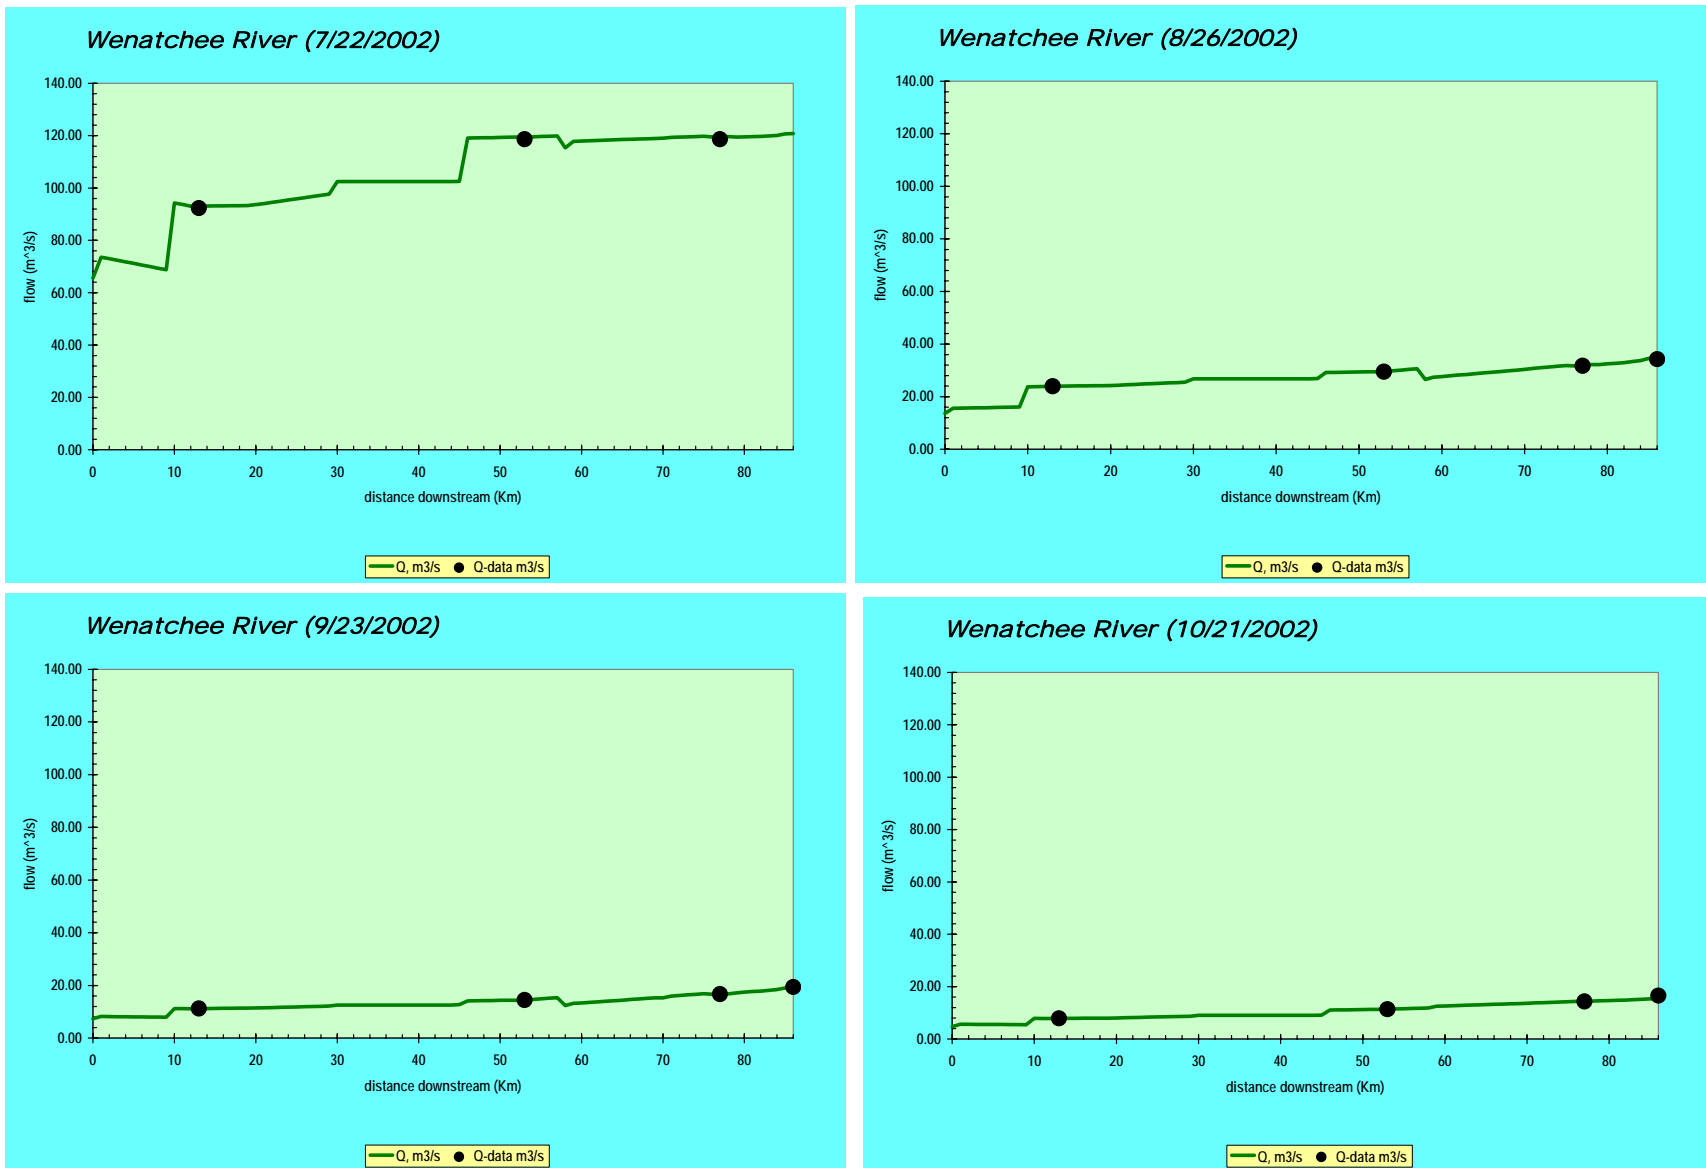 Wenatchee River (7/22/2002)
140.00
120.00
100.00
80.00
60.00
40.00
20.00
0.00
flow (m^3/s)
0 10 20 30 40 50 60 70 80
distance downstream (Km)
Q, m3/s Q-data m3/s
Wenatchee River (8/26/2002)
140.00
120.00
100.00
80.00
60.00
40.00
20.00
0.00
flow (m^3/s)
0 10 20 30 40 50 60 70 80
distance downstream (Km)
Q, m3/s Q-data m3/s
Wenatchee River (9/23/2002)
140.00
120.00
100.00
80.00
60.00
40.00
20.00
0.00
flow (m^3/s)
0 10 20 30 40 50 60 70 80
distance downstream (Km)
Q, m3/s Q-data m3/s
Wenatchee River (10/21/2002)
140.00
120.00
100.00
80.00
60.00
40.00
20.00
0.00
flow (m^3/s)
0 10 20 30 40 50 60 70 80
distance downstream (Km)
Q, m3/s Q-data m3/s